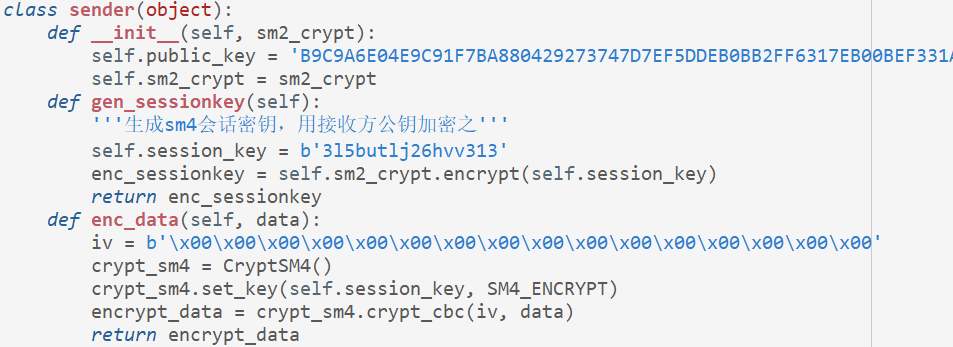 class sender(object):
    def __init__(self, sm2_crypt):
        self.public_key = 'B9C9A6E04E9C91F7BA880429273747D7EF5DDEB0BB2FF6317EB00BEF331A
        self.sm2_crypt = sm2_crypt
    def gen_sessionkey(self):
        '''生成sm4会话密钥，用接收方公钥加密之'''
        self.session_key = b'3l5butlj26hvv313'
        enc_sessionkey = self.sm2_crypt.encrypt(self.session_key)
        return enc_sessionkey
    def enc_data(self, data):
        iv = b'\x00\x00\x00\x00\x00\x00\x00\x00\x00\x00\x00\x00\x00\x00\x00\x00'
        crypt_sm4 = CryptSM4()
        crypt_sm4.set_key(self.session_key, SM4_ENCRYPT)
        encrypt_data = crypt_sm4.crypt_cbc(iv, data)
        return encrypt_data